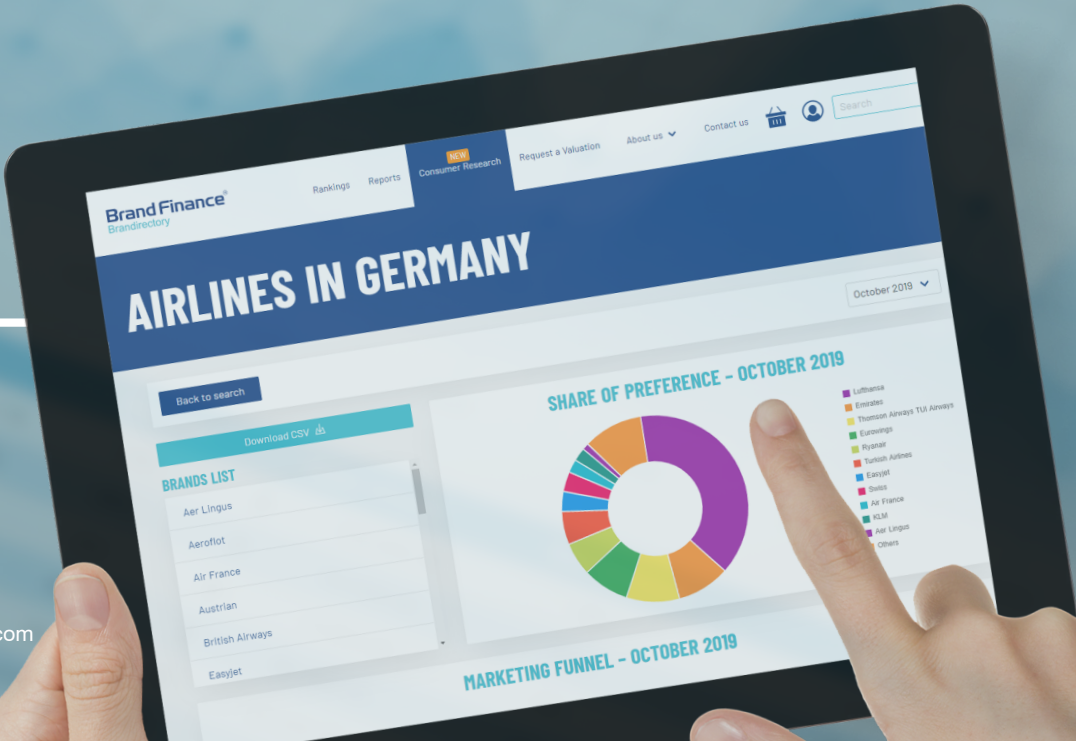 Brand Finance®
Brandirectory
Rankings
Reports
NEW
Consumer Research
Request a Valuation
About us
Contact us
Search
AIRLINES IN GERMANY
October 2019
Back to search
Download CSV
BRANDS LIST
Aer Lingus
Aeroflot
Air France
Austrian
British Airways
Easyjet
SHARE OF PREFERENCE – OCTOBER 2019
Lufthansa
Emirates
Thomson Airways TUI Airways
Eurowings
Ryanair
Turkish Airlines
Easyjet
Swiss
Air France
KLM
Aer Lingus
Others
MARKETING FUNNEL – OCTOBER 2019
com